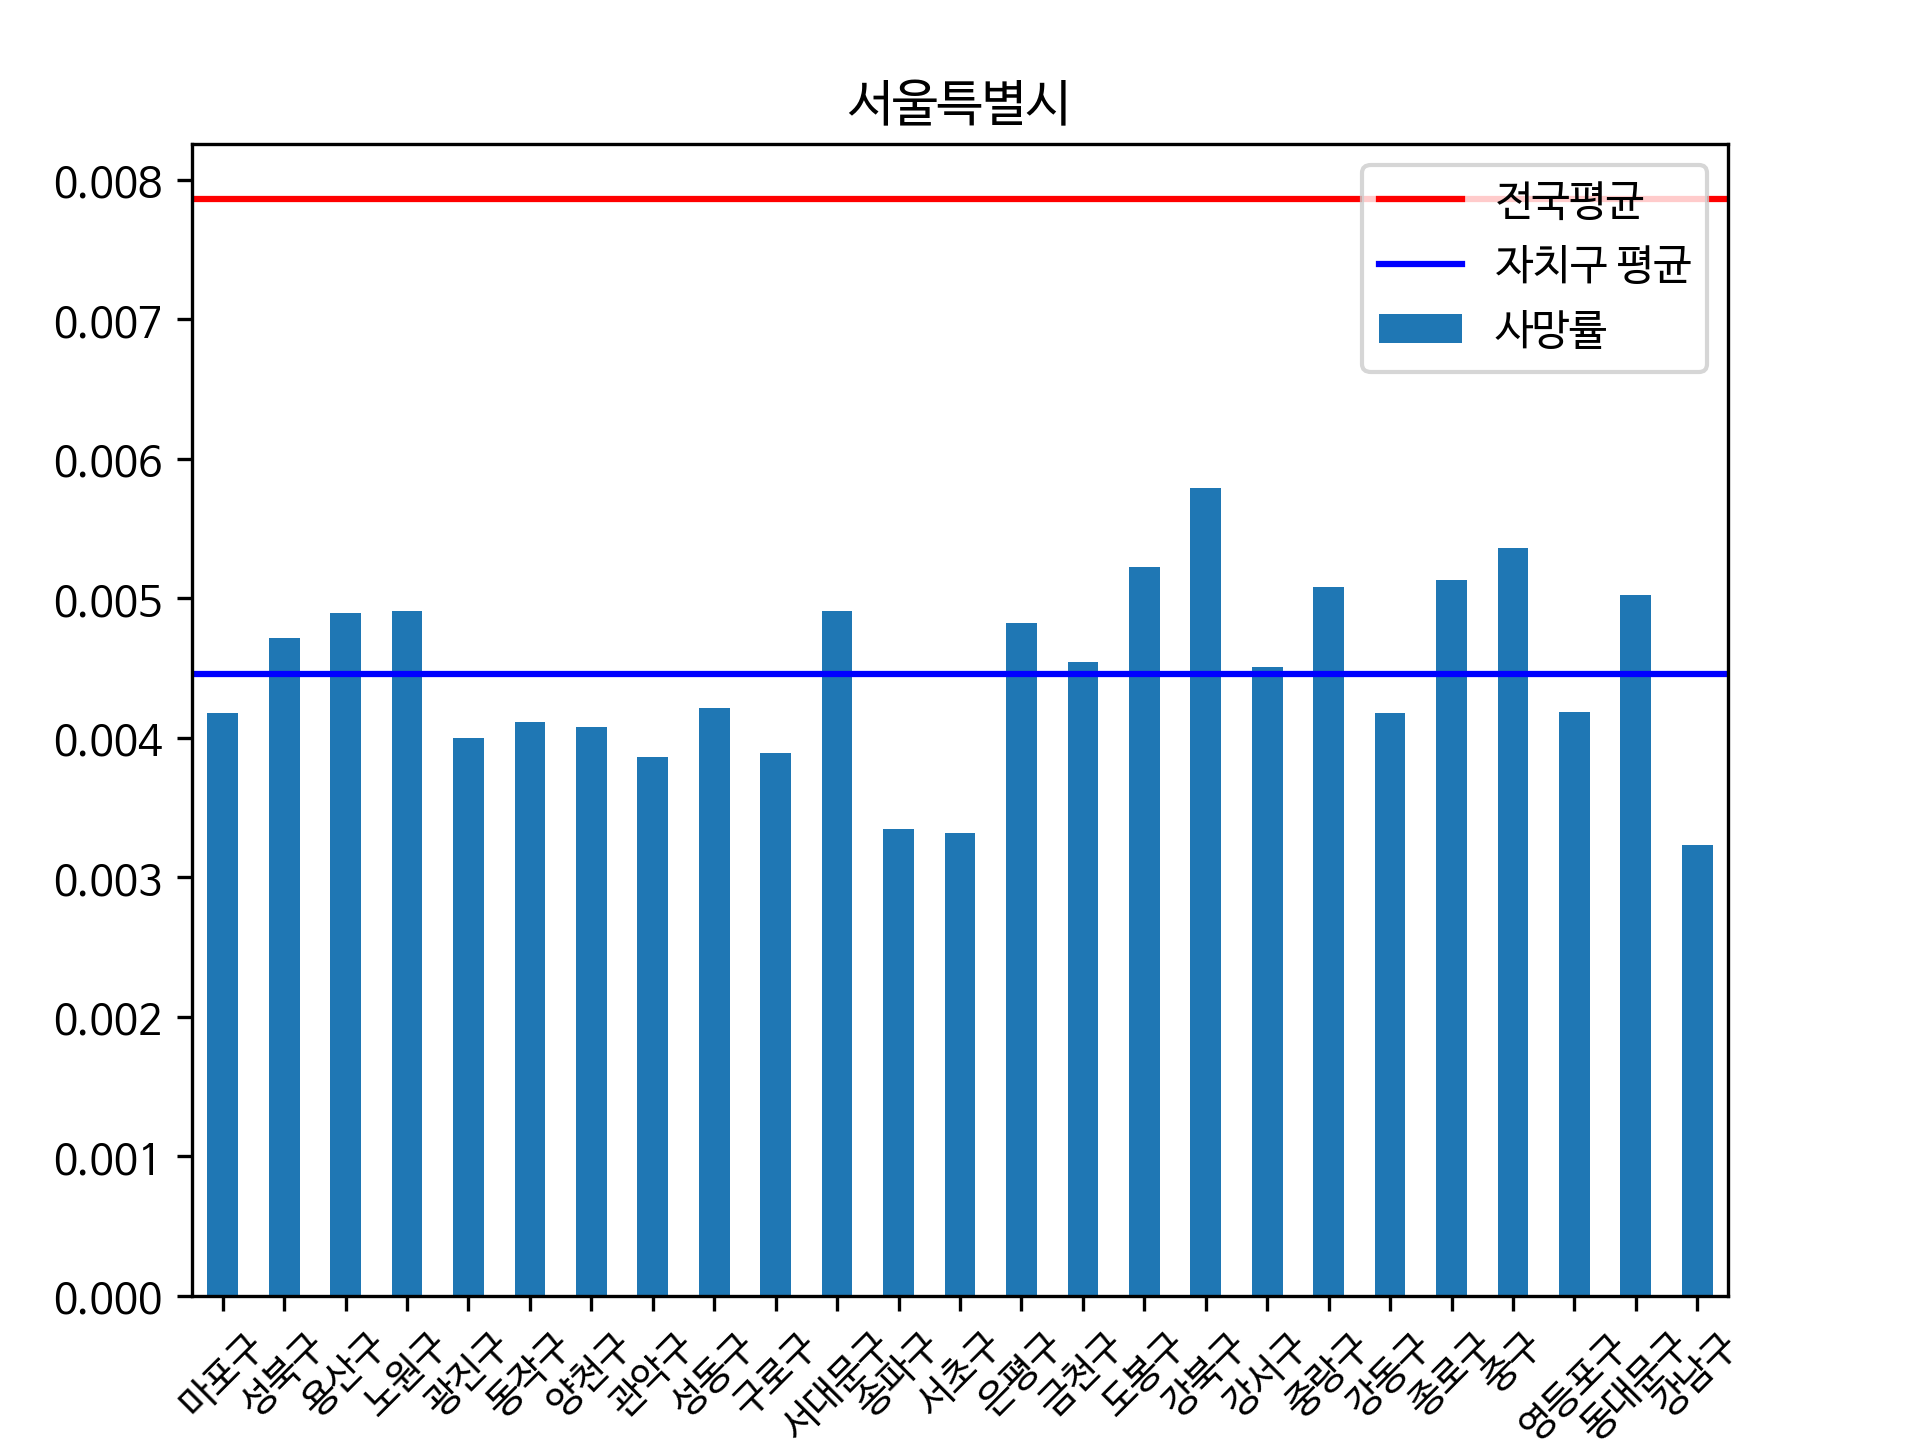 서울특별시
전국평균
자치구 평균
사망률
0.008
0.007
0.006
0.005
0.004
0.003
0.002
0.001
0.000
마포구
성북구
용산구
노원구
광진구
동작구
양천구
관악구
성동구
구로구
서대문구
송파구
서초구
은평구
금천구
도봉구
강북구
강서구
중랑구
강동구
종로구
중구
영등포구
동대문구
강남구